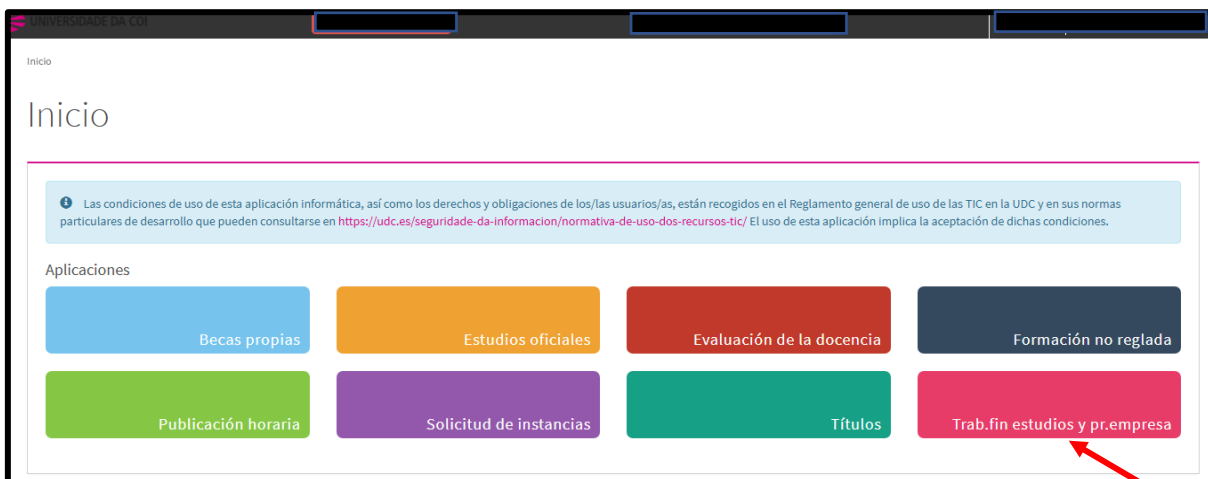 UNIVERSIDADE DA
Inicio
Inicio
Las condiciones de uso de esta aplicación informática, así como los derechos y obligaciones de los/las usuarios/as, están recogidos en el Reglamento general de uso de las TIC en la UDC y en sus normas
particulares de desarrollo que pueden consultarse en https://udc.es/seguridade-da-informacion/normativa-de-uso-dos-recursos-tic/ El uso de esta aplicación implica la aceptación de dichas condiciones.
Aplicaciones
Becas propias
Estudios oficiales
Evaluación de la docencia
Formación no reglada
Publicación horaria
Solicitud de instancias
Títulos
Trab.fin estudios y pr.empresa